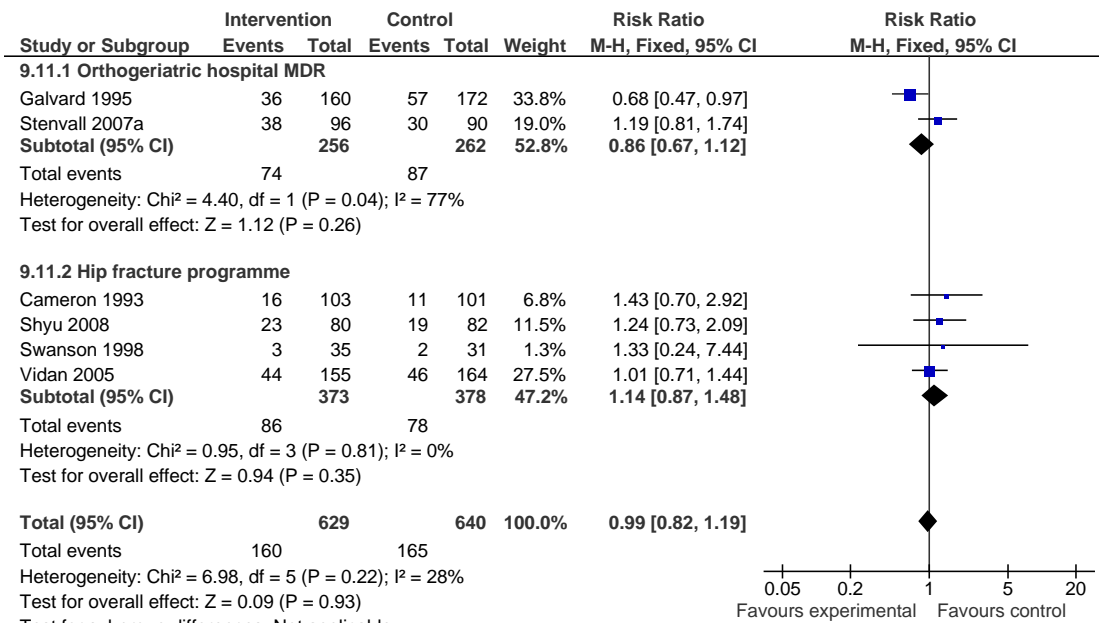 Intervention Control Risk Ratio Risk Ratio
Study or Subgroup Events Total Events Total Weight M-H, Fixed, 95% CI M-H, Fixed, 95% CI
9.11.1 Orthogeriatric hospital MDR
Galvard 1995 36 160 57 172 33.8% 0.68 [0.47, 0.97]
Stenvall 2007a 38 96 30 90 19.0% 1.19 [0.81, 1.74]
Subtotal (95% CI) 256 262 52.8% 0.86 [0.67, 1.12]
Total events 74 87
Heterogeneity: Chi² = 4.40, df = 1 (P = 0.04); I² = 77%
Test for overall effect: Z = 1.12 (P = 0.26)
9.11.2 Hip fracture programme
Cameron 1993 16 103 11 101 6.8% 1.43 [0.70, 2.92]
Shyu 2008 23 80 19 82 11.5% 1.24 [0.73, 2.09]
Swanson 1998 3 35 2 31 1.3% 1.33 [0.24, 7.44]
Vidan 2005 44 155 46 164 27.5% 1.01 [0.71, 1.44]
Subtotal (95% CI) 373 378 47.2% 1.14 [0.87, 1.48]
Total events 86 78
Heterogeneity: Chi² = 0.95, df = 3 (P = 0.81); I² = 0%
Test for overall effect: Z = 0.94 (P = 0.35)
Total (95% CI) 629 640 100.0% 0.99 [0.82, 1.19]
Total events 160 165
Heterogeneity: Chi² = 6.98, df = 5 (P = 0.22); I² = 28%
Test for overall effect: Z = 0.09 (P = 0.93)
0.05 0.2 1 5 20
Favours experimental Favours control